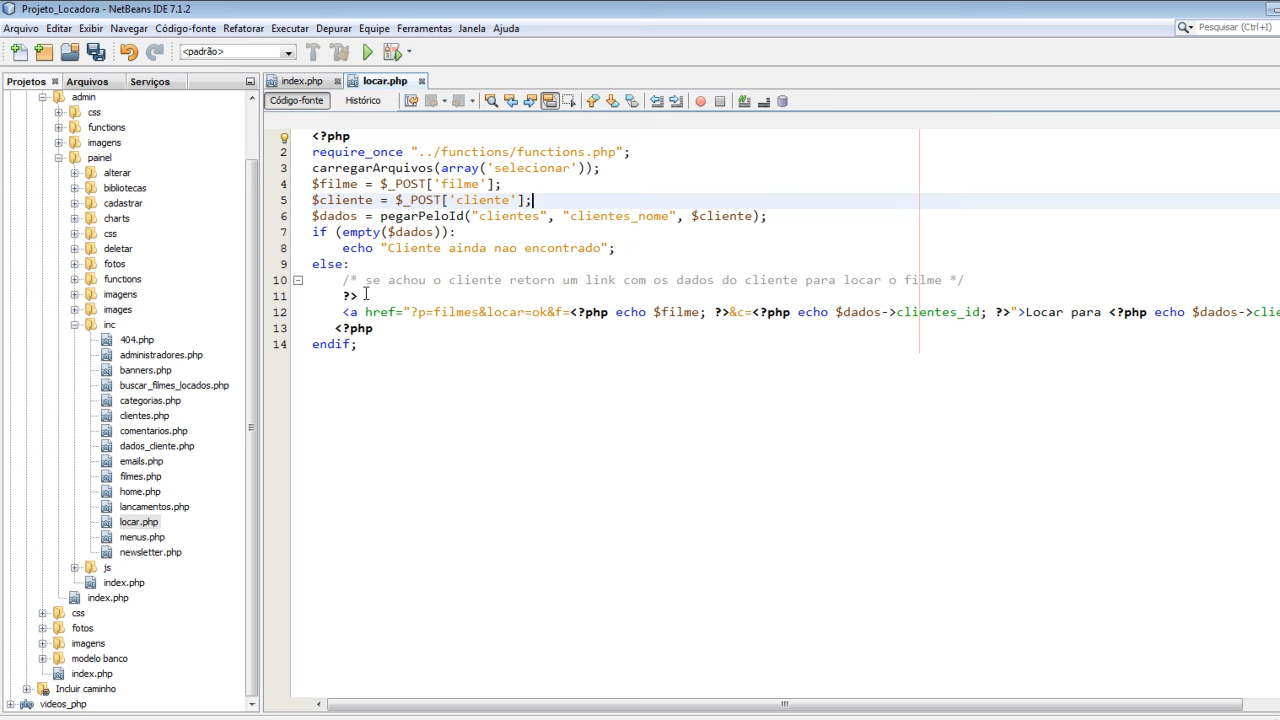 Projeto_Locadora - NetBeans IDE 7.1.2
Arquivo Editar Exibir Navegar Código-fonte Refatorar Executar Depurar Equipe Ferramentas Janela Ajuda
Pesquisar (Ctrl+I)
<padrão>
Projetos Arquivos Serviços
index.php locar.php
Código-fonte Histórico
admin
css
functions
imagens
painel
alterar
bibliotecas
cadastrar
charts
css
deletar
fotos
functions
imagens
images
inc
404.php
administradores.php
banners.php
buscar_filmes_locados.php
categorias.php
clientes.php
comentarios.php
dados_cliente.php
emails.php
filmes.php
home.php
lancamentos.php
locar.php
menus.php
newsletter.php
js
index.php
index.php
css
fotos
imagens
modelo banco
index.php
Incluir caminho
videos_php
<?php
2 require_once "../functions/functions.php";
3 carregarArquivos(array('selecionar'));
4 $filme = $_POST['filme'];
5 $cliente = $_POST['cliente'];
6 $dados = pegarPeloId("clientes", "clientes_nome", $cliente);
7 if (empty($dados)):
8 echo "Cliente ainda nao encontrado";
9 else:
10 /* se achou o cliente retorn um link com os dados do cliente para locar o filme */
11 ?>
12 <a href="?p=filmes&locar=ok&f=<?php echo $filme; ?>&c=<?php echo $dados->clientes_id; ?>">Locar para <?php echo $dados->clie
13 <?php
14 endif;